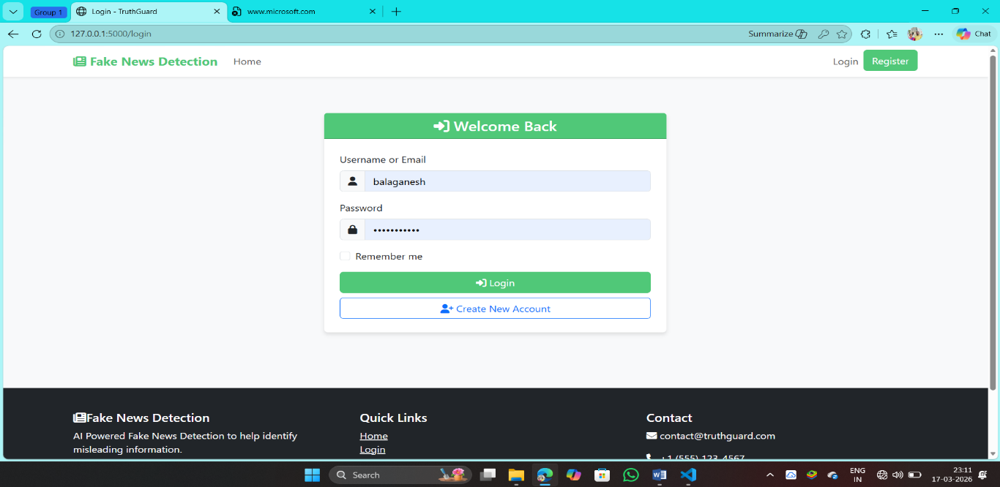 Group 1
Login - TruthGuard
www.microsoft.com
127.0.0.1:5000/login
Summarize
Chat
Fake News Detection
Home
Login
Register
Welcome Back
Username or Email
balaganesh
Password
•••••••••••
Remember me
Login
Create New Account
Fake News Detection
AI Powered Fake News Detection to help identify
misleading information.
Quick Links
Home
Login
Contact
contact@truthguard.com
+1 (555) 123-4567
Search
ENG
IN
23:11
17-03-2026